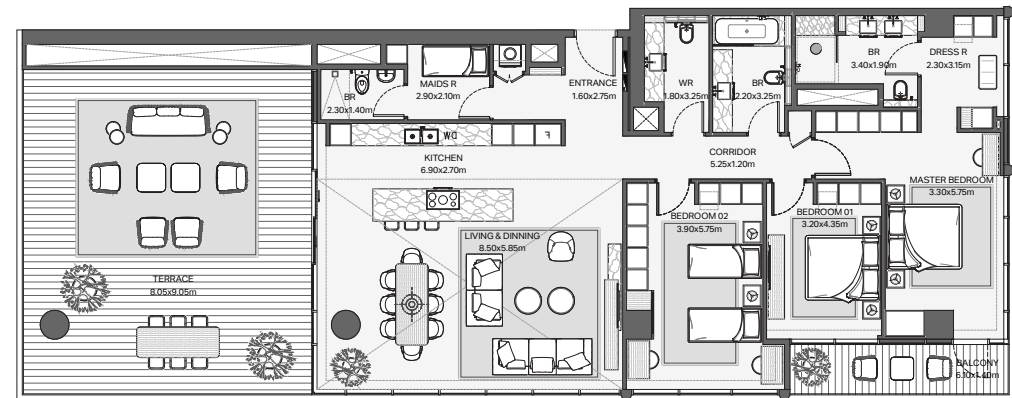 BR
2.30x1.40m
MAIDS R
2.90x2.10m
ENTRANCE
1.60x2.75m
WR
1.80x3.25m
BR
2.20x3.25m
BR
3.40x1.90m
DRESS R
2.30x3.15m
KITCHEN
6.90x2.70m
F
CORRIDOR
5.25x1.20m
MASTER BEDROOM
3.30x5.75m
BEDROOM 02
3.90x5.75m
BEDROOM 01
3.20x4.35m
LIVING & DINNING
8.50x5.85m
TERRACE
8.05x9.05m
BALCONY
6.10x1.40m